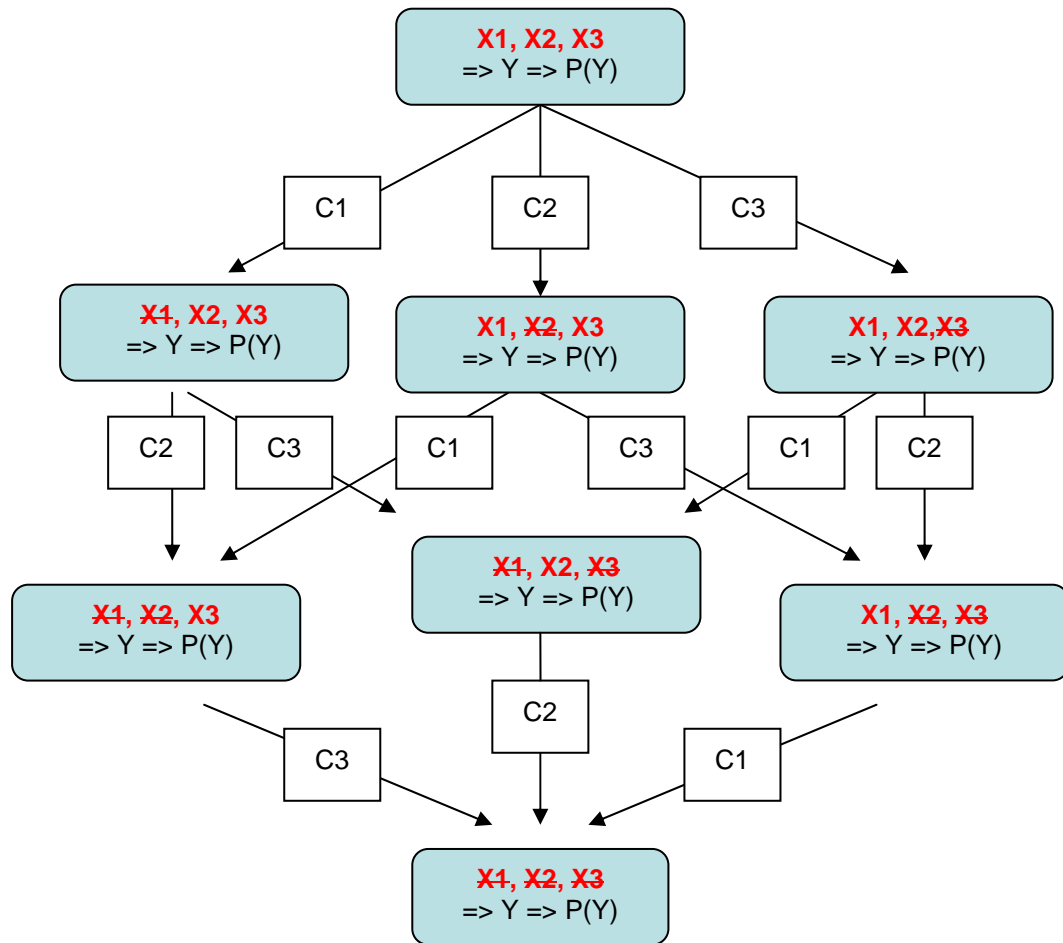 X1, X2, X3
=> Y => P(Y)
C1
C2
C3
X1, X2, X3
=> Y => P(Y)
X1, X2, X3
=> Y => P(Y)
X1, X2,X3
=> Y => P(Y)
C2
C3
C1
C3
C1
C2
X1, X2, X3
=> Y => P(Y)
X1, X2, X3
=> Y => P(Y)
X1, X2, X3
=> Y => P(Y)
C3
C2
C1
X1, X2, X3
=> Y => P(Y)